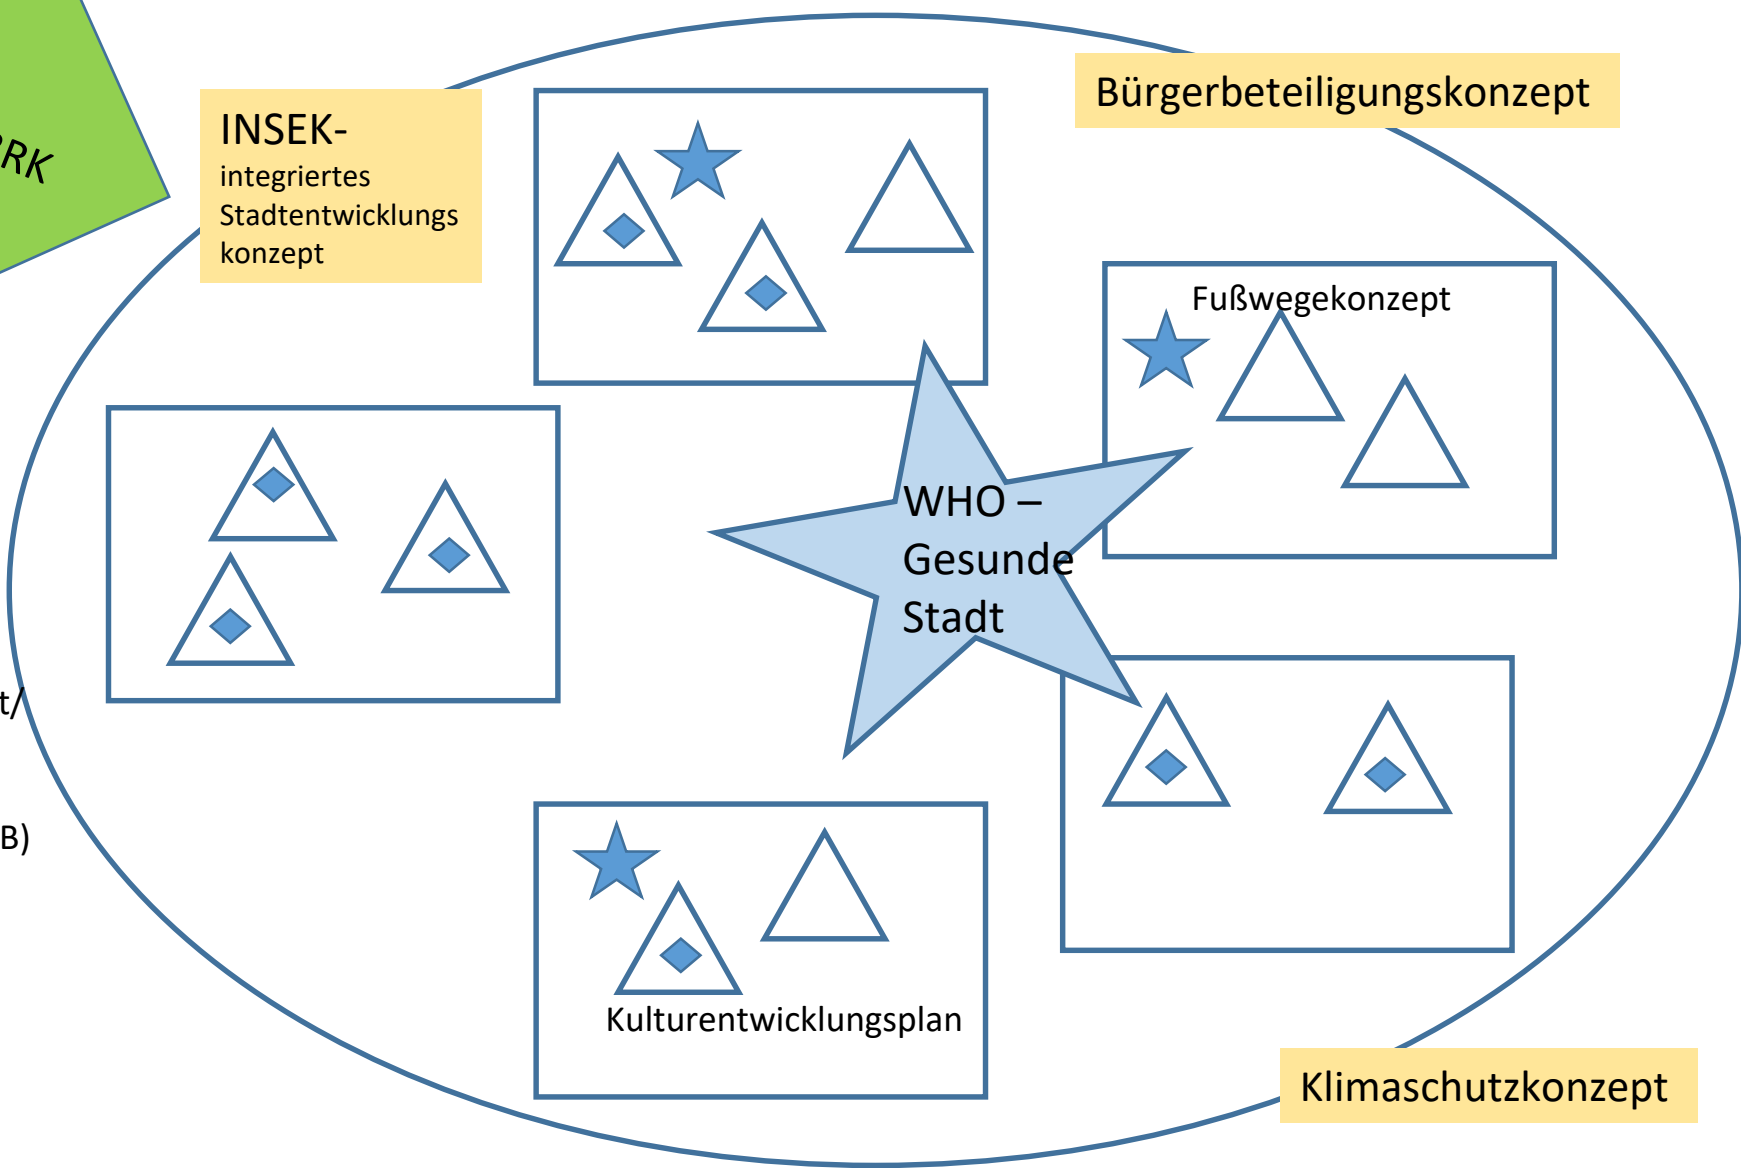 INSEK-
integriertes
Stadtentwicklungs
konzept
Bürgerbeteiligungskonzept
Fußwegekonzept
WHO –
Gesunde
Stadt
t/
B)
Kulturentwicklungsplan
Klimaschutzkonzept